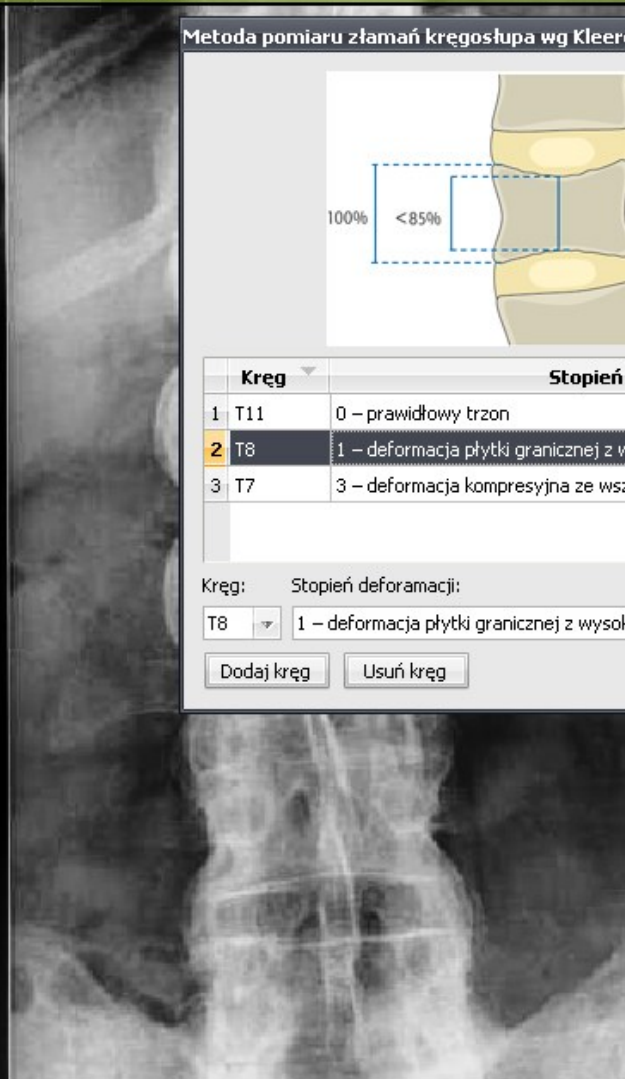 Metoda pomiaru złamań kręgosłupa wg Kleer
100%
<85%
Kręg Stopień
1 T11 0 – prawidłowy trzon
2 T8 1 – deformacja płytki granicznej z w
3 T7 3 – deformacja kompresyjna ze wsz
Kręg: Stopień deforamacji:
T8 1 – deformacja płytki granicznej z wysok
Dodaj kręg Usuń kręg